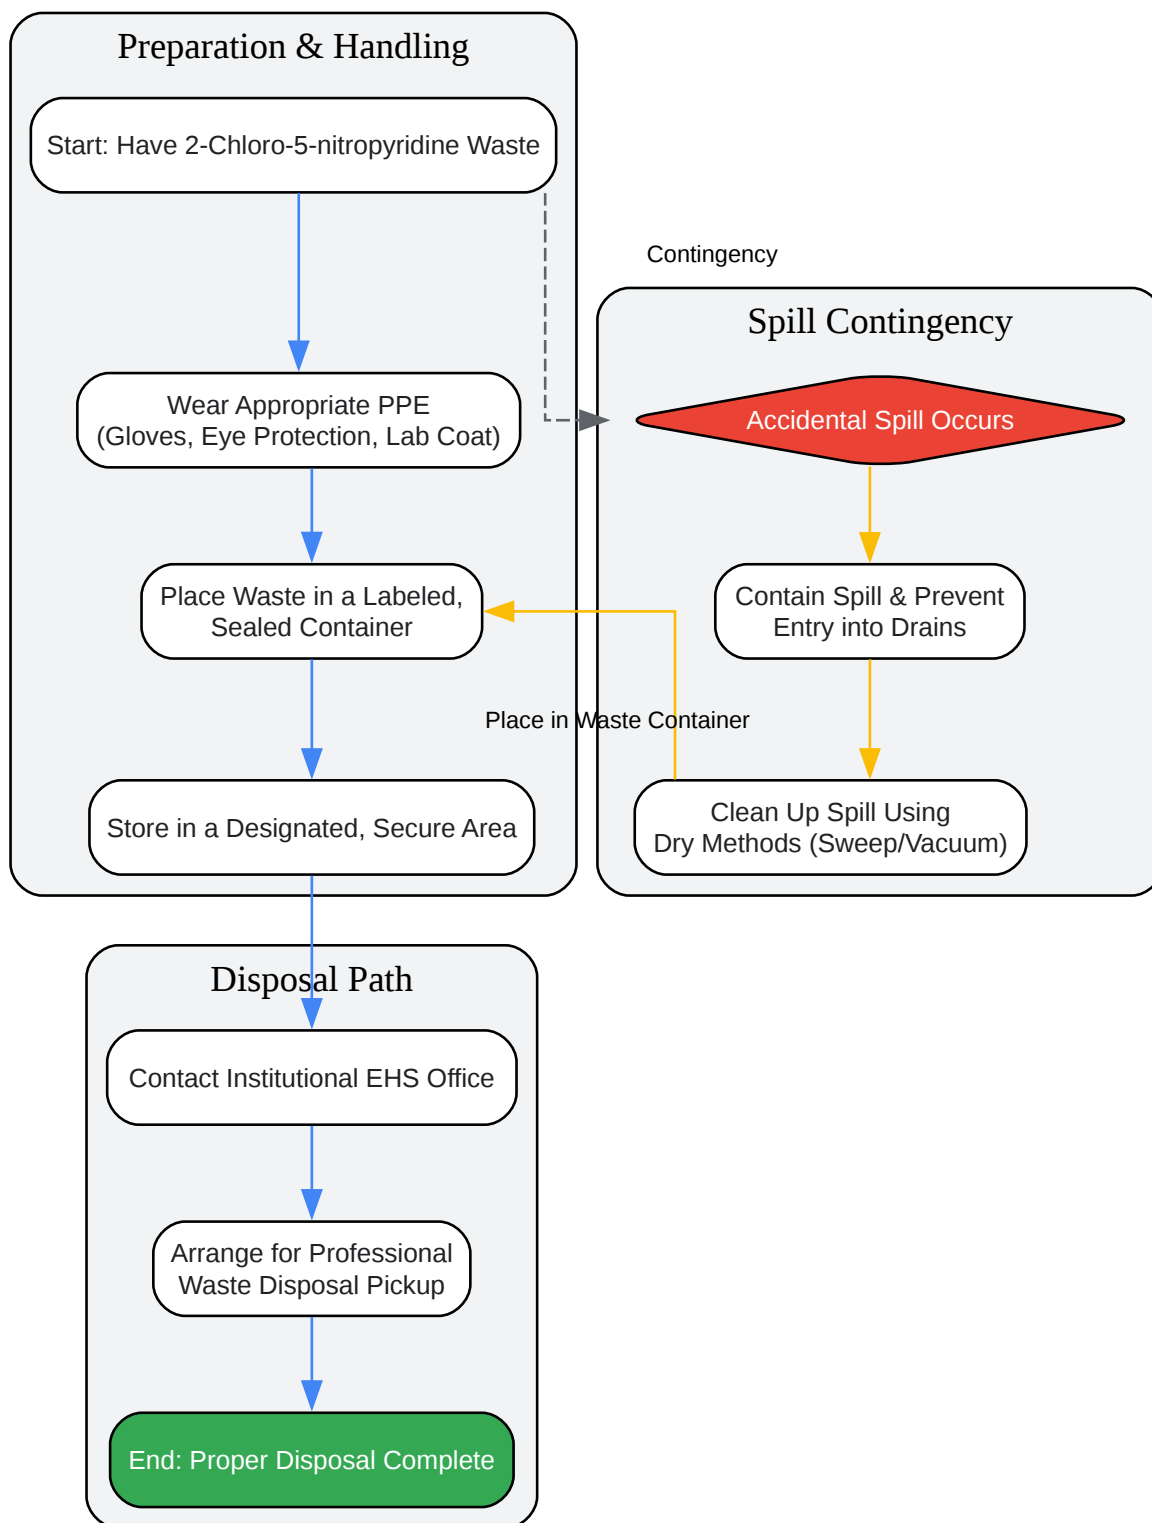 Preparation & Handling
Start: Have 2-Chloro-5-nitropyridine Waste
Wear Appropriate PPE
(Gloves, Eye Protection, Lab Coat)
Place Waste in a Labeled,
Sealed Container
Store in a Designated, Secure Area
Contingency
Spill Contingency
Accidental Spill Occurs
Contain Spill & Prevent
Entry into Drains
Place in Waste Container
Clean Up Spill Using
Dry Methods (Sweep/Vacuum)
Disposal Path
Contact Institutional EHS Office
Arrange for Professional
Waste Disposal Pickup
End: Proper Disposal Complete